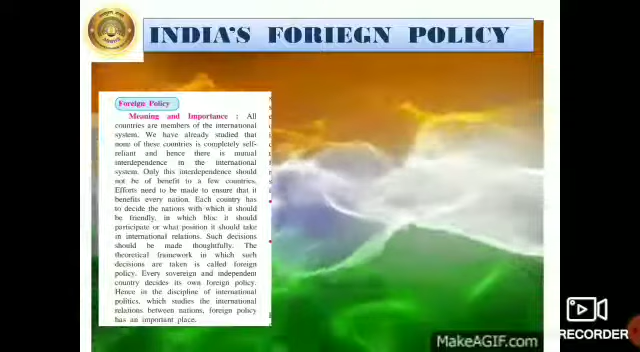 INDIA'S FORIEGN POLICY
Foreign Policy
Meaning and Importance : All
countries are members of the international
system. We have already studied that
none of these countries is completely self-
reliant and hence there is mutual
interdependence in the international
system. Only this interdependence should
not be of benefit to a few countries.
Efforts need to be made to ensure that it
benefits every nation. Each country has
to decide the nations with which it should
be friendly, in which bloc it should
participate or what position it should take
in international relations. Such decisions
should be made thoughtfully. The
theoretical framework in which such
decisions are taken is called foreign
policy. Every sovereign and independent
country decides its own foreign policy.
Hence in the discipline of international
politics, which studies the international
relations between nations, foreign policy
has an important place.
MakeAGIF.com
RECORDER